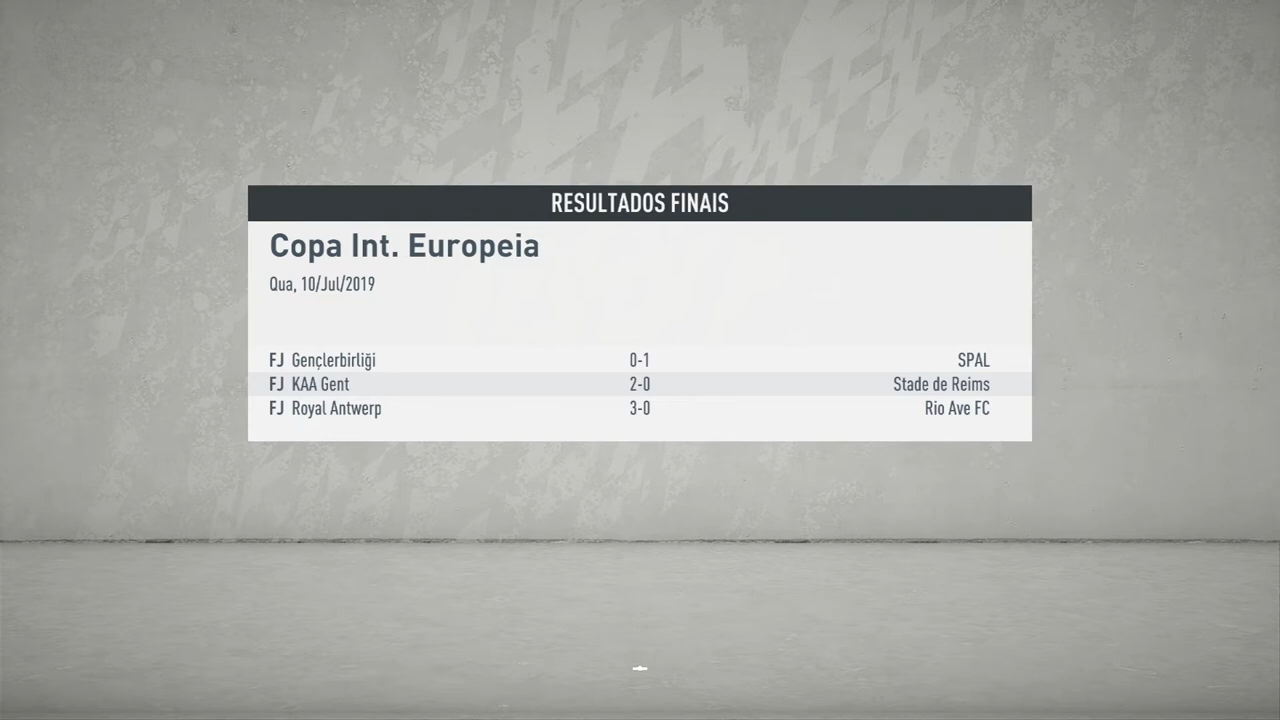 RESULTADOS FINAIS
Copa Int. Europeia
Qua, 10/Jul/2019
FJ Gençlerbirliği 0-1 SPAL
FJ KAA Gent 2-0 Stade de Reims
FJ Royal Antwerp 3-0 Rio Ave FC